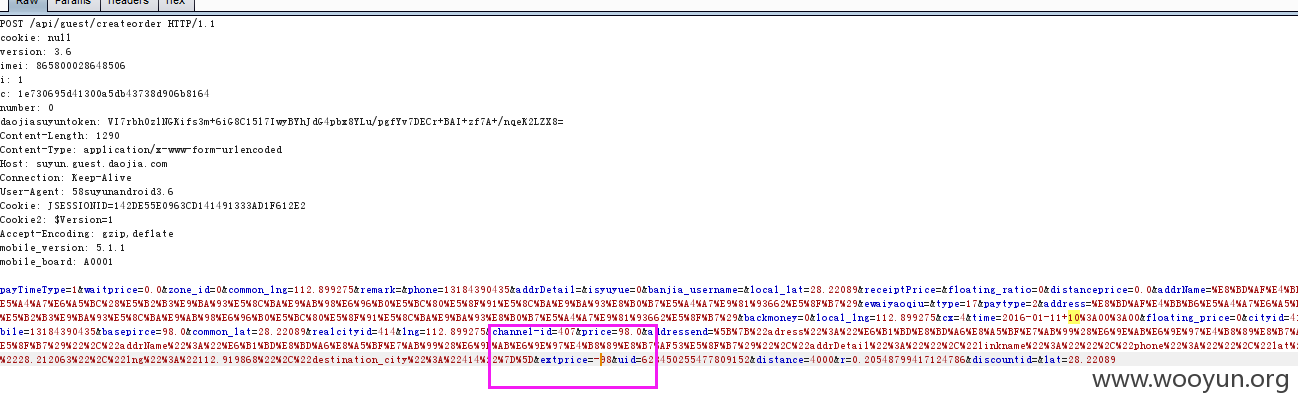 Raw Params Headers Hex
POST /api/guest/createorder HTTP/1.1
cookie: null
version: 3.6
imei: 865800028648506
i: 1
c: 1e730695d41300a5db43738d906b8164
number: 0
daojiasuyuntoken: VI7rbh0zlNGKifs3m+6iG8C15l7IwyBYhJdG4pbx8YLu/pgfYv7DECr+BAI+zf7A+/nqeK2LZX8=
Content-Length: 1290
Content-Type: application/x-www-form-urlencoded
Host: suyun.guest.daojia.com
Connection: Keep-Alive
User-Agent: 58suyunandroid3.6
Cookie: JSESSIONID=142DE55E0963CD141491333AD1F612E2
Cookie2: $Version=1
Accept-Encoding: gzip,deflate
mobile_version: 5.1.1
mobile_board: A0001
payTimeType=1&waitprice=0.0&zone_id=0&common_lng=112.899275&remark=&phone=13184390435&addrDetail=&isyuyue=0&banjia_username=&local_lat=28.22089&receiptPrice=&floating_ratio=0&distanceprice=0.0&addrName=%E8%BD%AF%E4%BB%
E5%A4%A7%E6%A5%BC%28%E5%B2%B3%E9%BA%93%E5%8C%BA%E9%AB%98%E6%96%B0%E5%BC%80%E5%8F%91%E5%8C%BA%E9%BA%93%E8%B0%B7%E5%A4%A7%E9%81%93662%E5%8F%B7%29&ewaiyaoqiu=&type=17&paytype=2&address=%E8%BD%AF%E4%BB%B6%E5%A4%A7%E6%A5%
%E5%B2%B3%E9%BA%93%E5%8C%BA%E9%AB%98%E6%96%B0%E5%BC%80%E5%8F%91%E5%8C%BA%E9%BA%93%E8%B0%B7%E5%A4%A7%E9%81%93662%E5%8F%B7%29&backmoney=0&local_lng=112.899275&cx=4&time=2016-01-11+10%3A00%3A00&floating_price=0&cityid=41
bile=13184390435&basepirce=98.0&common_lat=28.22089&realcityid=414&lng=112.899275&channel-id=407&price=98.0&addressend=%5B%7B%22adress%22%3A%22%E6%B1%BD%E8%BD%A6%E8%A5%BF%E7%AB%99%28%E6%9E%AB%E6%9E%97%E4%B8%89%E8%B7
E5%8F%B7%29%22%2C%22addrName%22%3A%22%E6%B1%BD%E8%BD%A6%E8%A5%BF%E7%AB%99%28%E6%9E%AB%E6%9E%97%E4%B8%89%E8%B7%AF53%E5%8F%B7%29%22%2C%22addrDetail%22%3A%22%22%2C%22linkname%22%3A%22%22%2C%22phone%22%3A%22%22%2C%22lat%2
%2228.212063%22%2C%22lng%22%3A%22112.919868%22%2C%22destination_city%22%3A%22414%22%7D%5D&extprice=-98&uid=628450255477809152&distance=4000&r=0.20548799417124786&discountid=&lat=28.22089
www.wooyun.org